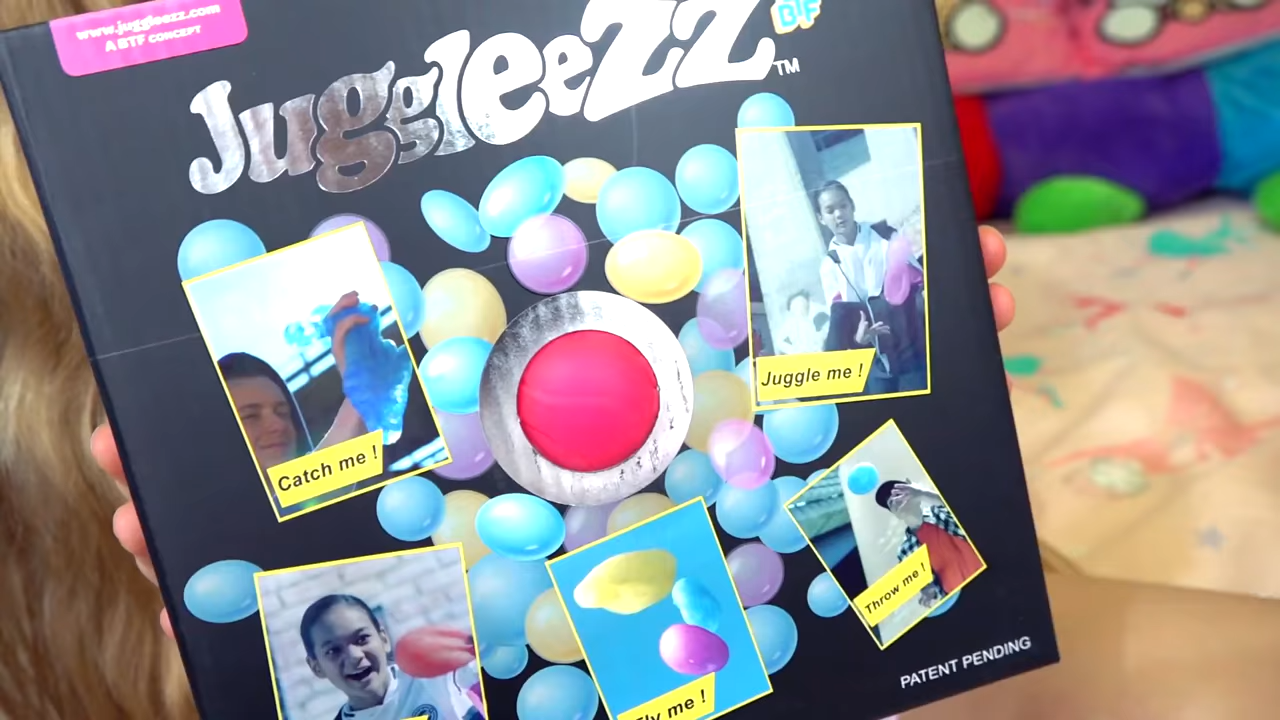 www.juggleezz.com
A BTF CONCEPT
BTF
Juggleezz™
Juggle me !
Catch me !
Throw me !
Fly me !
PATENT PENDING